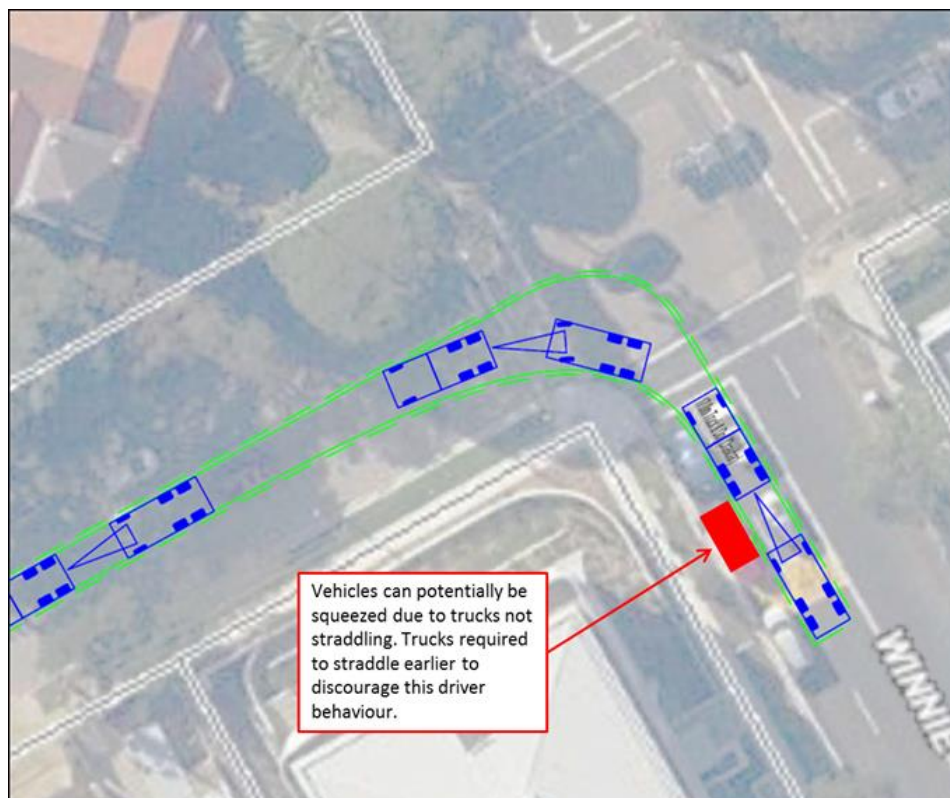 Vehicles can potentially be
squeezed due to trucks not
straddling. Trucks required
to straddle earlier to
discourage this driver
behaviour.
WINNIE